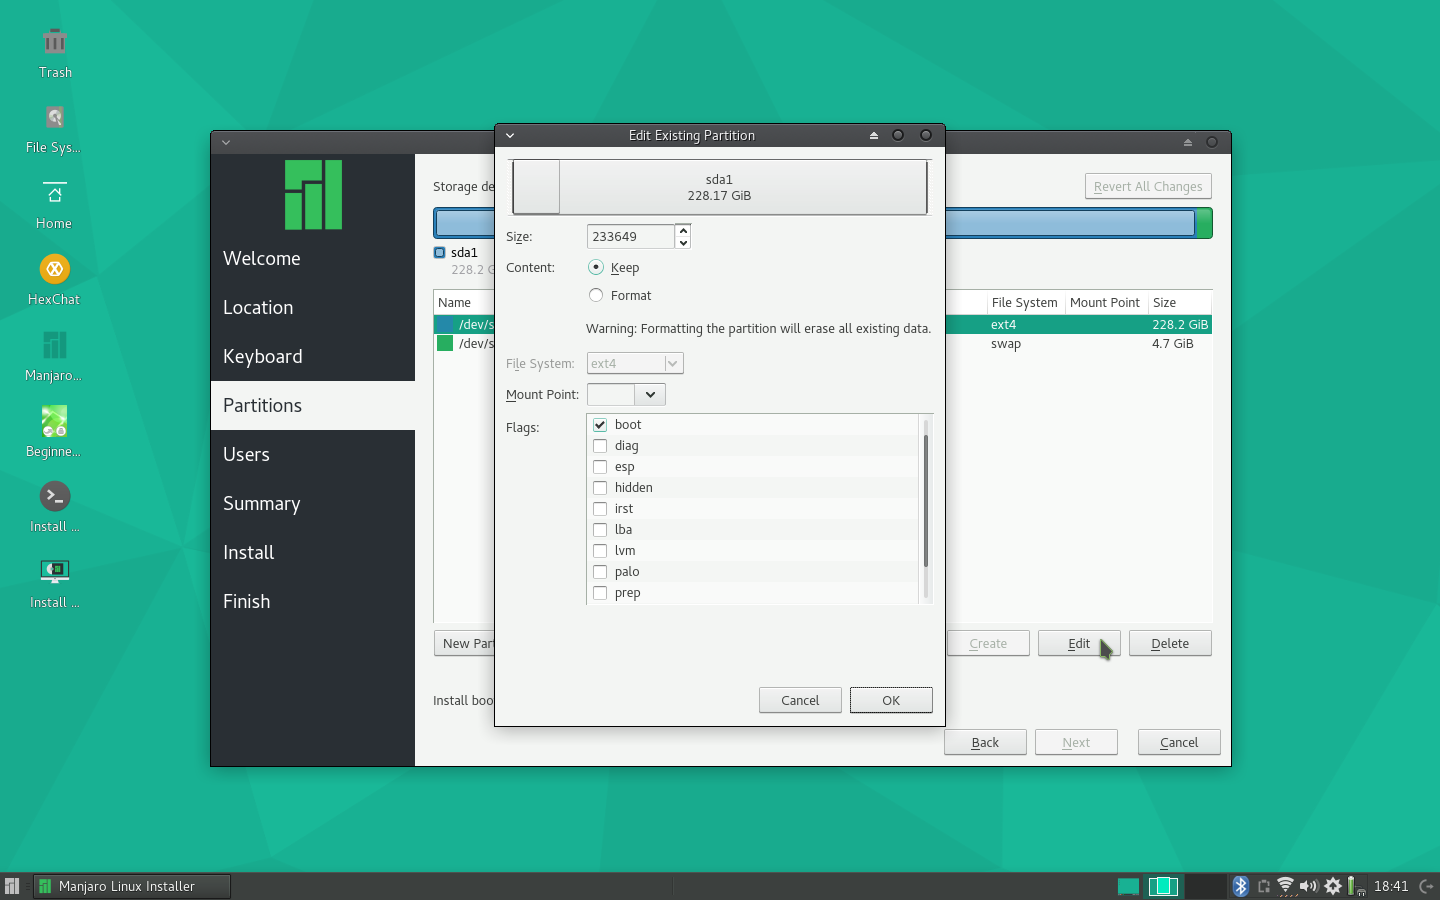 Trash
File Sys...
Home
HexChat
Manjaro...
Beginne...
Install ...
Install ...
Welcome
Location
Keyboard
Partitions
Users
Summary
Install
Finish
Storage de
Revert All Changes
sda1
228.2 G
Name
File System
Mount Point
Size
/dev/s
ext4
228.2 GiB
/dev/s
swap
4.7 GiB
New Part
Create
Edit
Delete
Install boo
Back
Next
Cancel
Edit Existing Partition
sda1
228.17 GiB
Size:
233649
Content:
Keep
Format
Warning: Formatting the partition will erase all existing data.
File System:
ext4
Mount Point:
Flags:
boot
diag
esp
hidden
irst
lba
lvm
palo
prep
Cancel
OK
Manjaro Linux Installer
18:41